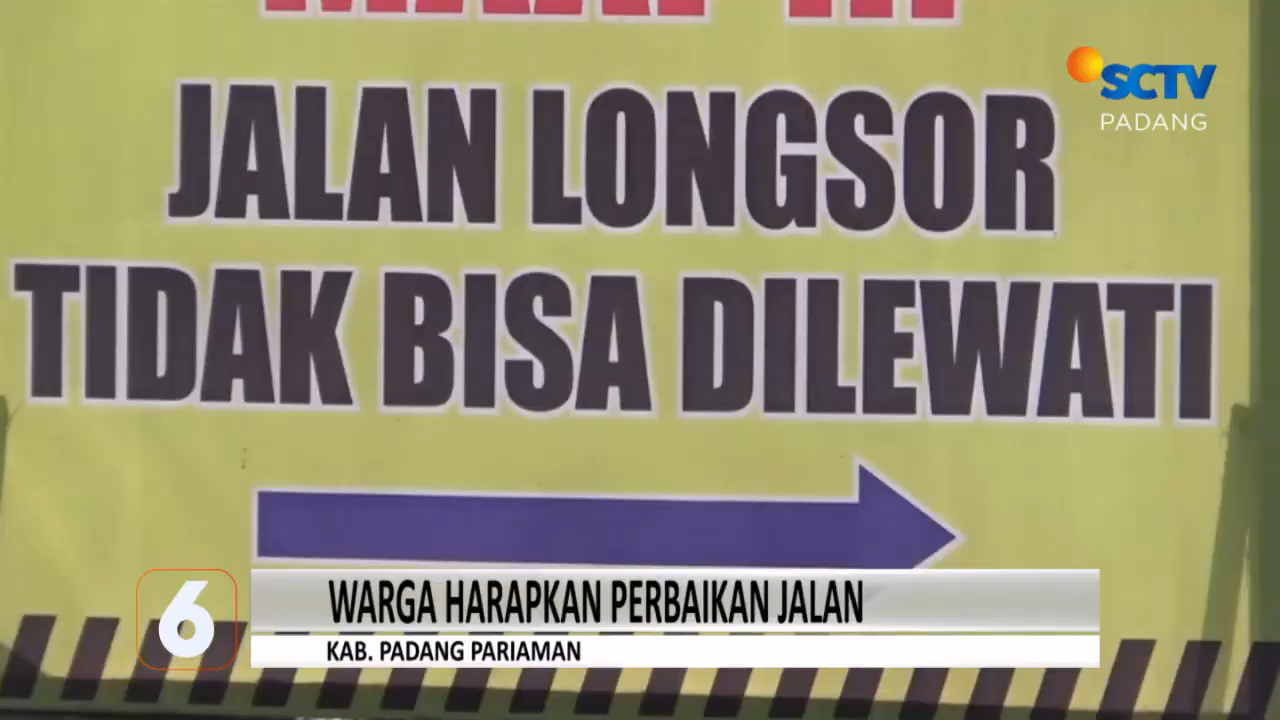 JALAN LONGSOR
TIDAK BISA DILEWATI
SCTV
PADANG
6
WARGA HARAPKAN PERBAIKAN JALAN
KAB. PADANG PARIAMAN